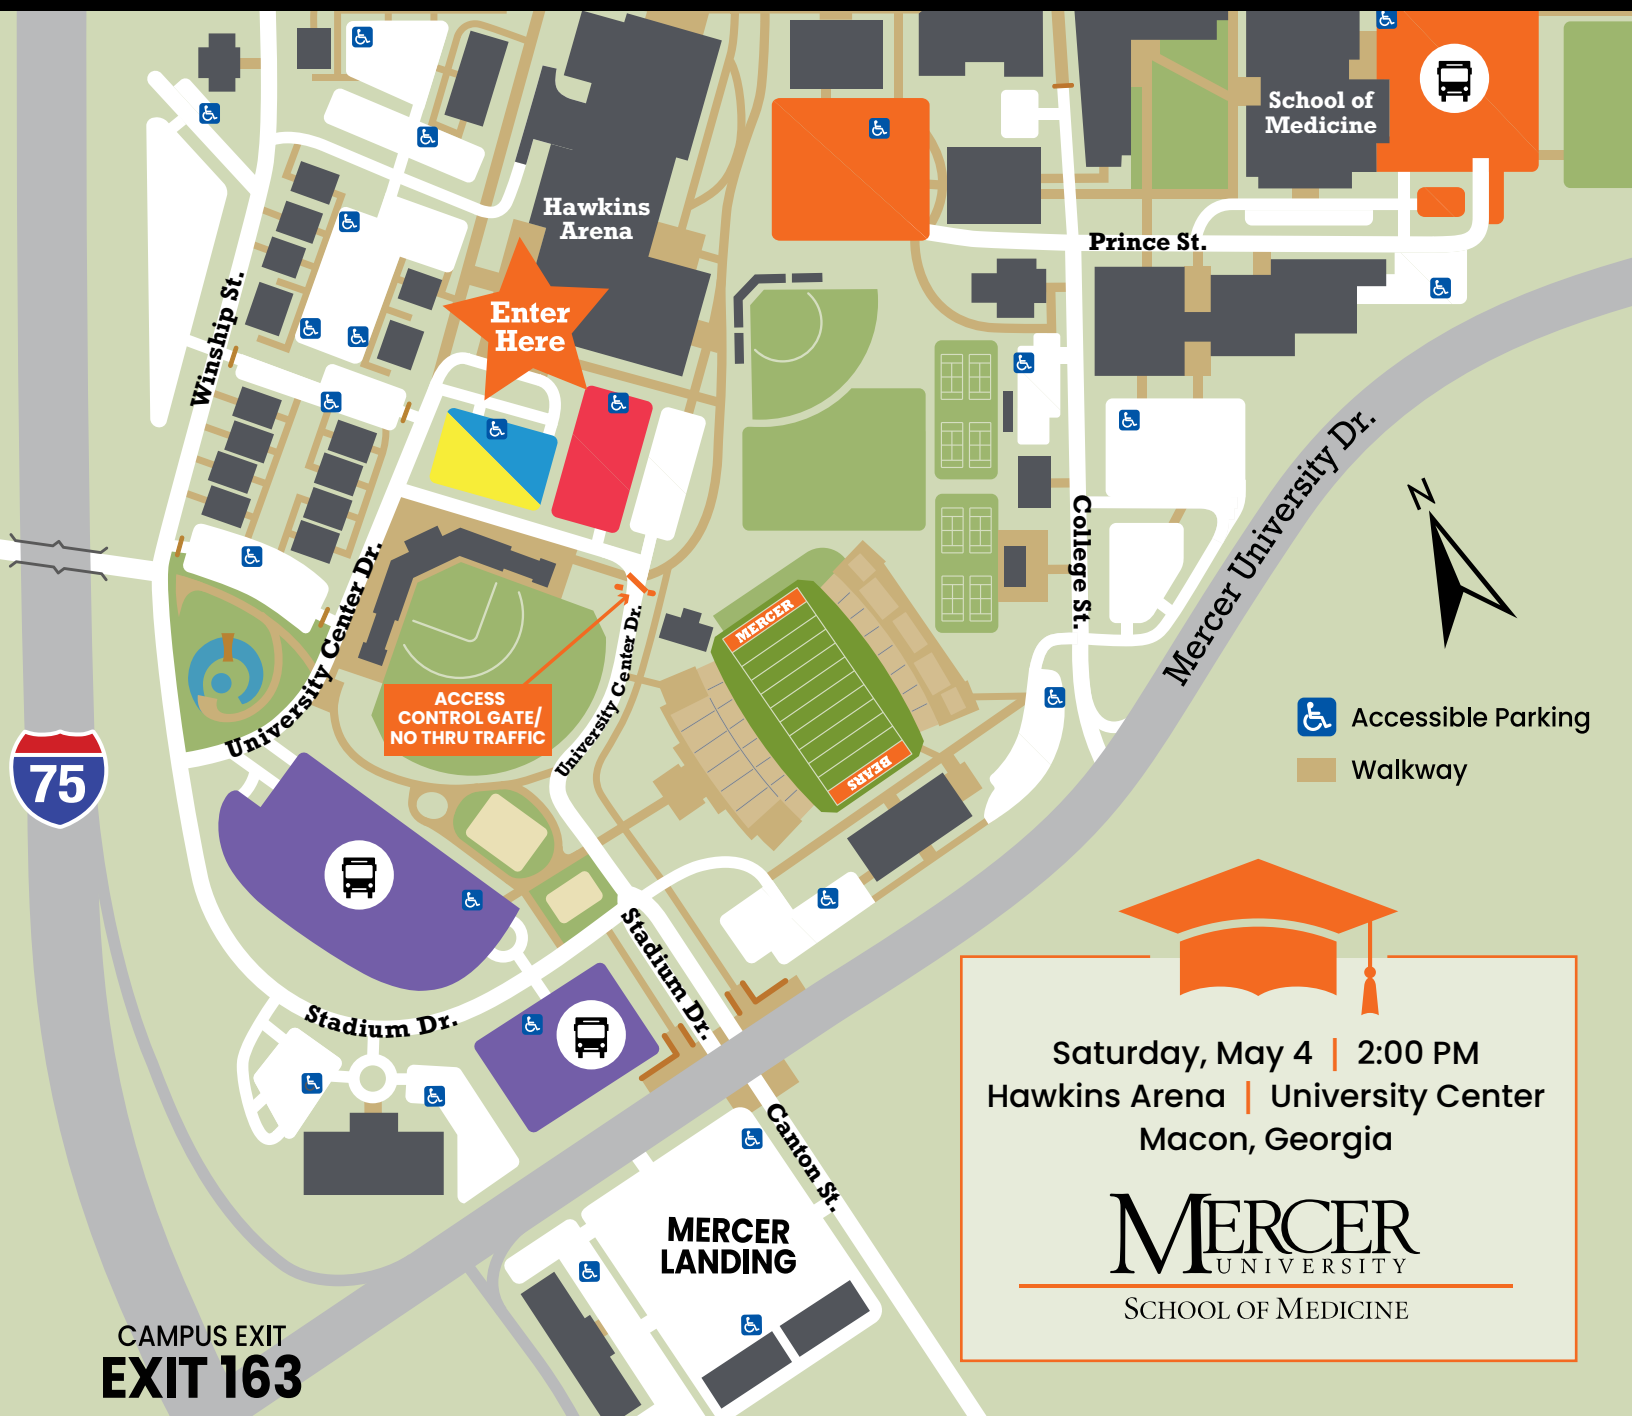 School of
Medicine
Hawkins
Arena
Prince St.
Winship St.
Enter
Here
Mercer University Dr.
College St.
N
University Center Dr.
MERCER
University Center Dr.
ACCESS
CONTROL GATE/
NO THRU TRAFFIC
BEARS
Accessible Parking
Walkway
75
Stadium Dr.
Stadium Dr.
Canton St.
MERCER
LANDING
CAMPUS EXIT
EXIT 163
Saturday, May 4 | 2:00 PM
Hawkins Arena | University Center
Macon, Georgia
MERCER
UNIVERSITY
SCHOOL OF MEDICINE